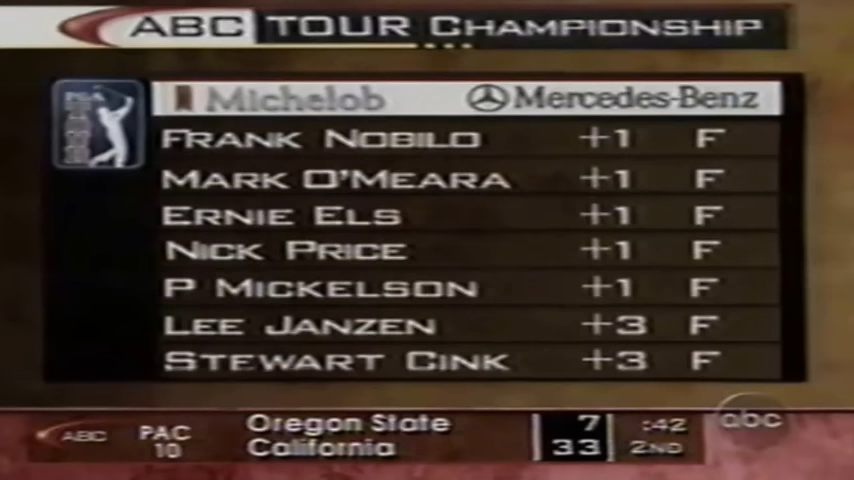 ABC TOUR CHAMPIONSHIP
Michelob Mercedes-Benz
FRANK NOBILO +1 F
MARK O'MEARA +1 F
ERNIE ELS +1 F
NICK PRICE +1 F
P MICKELSON +1 F
LEE JANZEN +3 F
STEWART CINK +3 F
ABC PAC 10
Oregon State 7 :42
California 33 2ND
abc